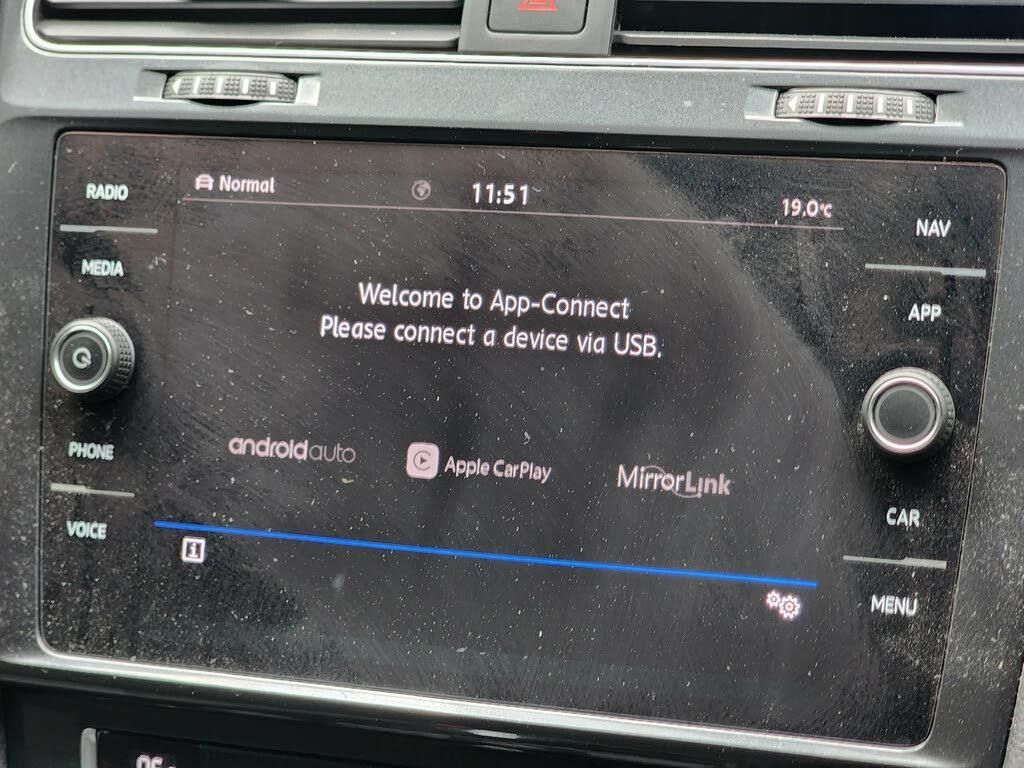 RADIO
MEDIA
PHONE
VOICE
Normal
11:51
19.0°C
Welcome to App-Connect
Please connect a device via USB.
androidauto
Apple CarPlay
MirrorLink
i
NAV
APP
CAR
MENU